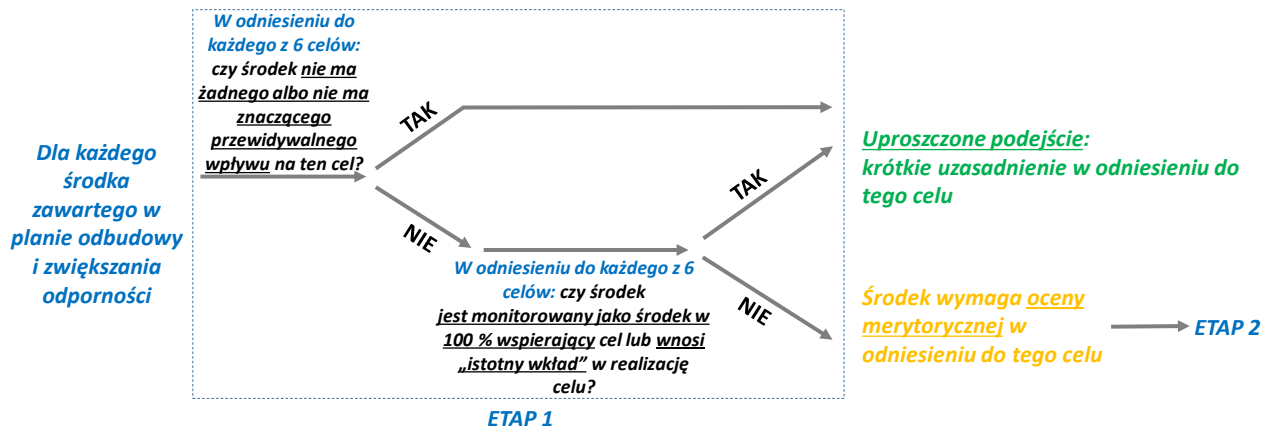 Dla każdego
środka
zawartego w
planie odbudowy
i zwiększania
odporności
W odniesieniu do
każdego z 6 celów:
czy środek nie ma
żadnego albo nie ma
znaczącego
przewidywalnego
wpływu na ten cel?
TAK
NIE
W odniesieniu do każdego z 6
celów: czy środek
jest monitorowany jako środek w
100 % wspierający cel lub wnosi
„istotny wkład” w realizację
celu?
TAK
NIE
ETAP 1
Uproszczone podejście:
krótkie uzasadnienie w odniesieniu do
tego celu
Środek wymaga oceny
merytorycznej w
odniesieniu do tego celu
ETAP 2